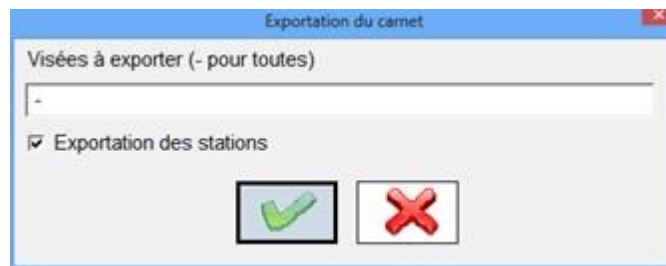 Exportation du carnet
Visées à exporter (- pour toutes)
-
Exportation des stations